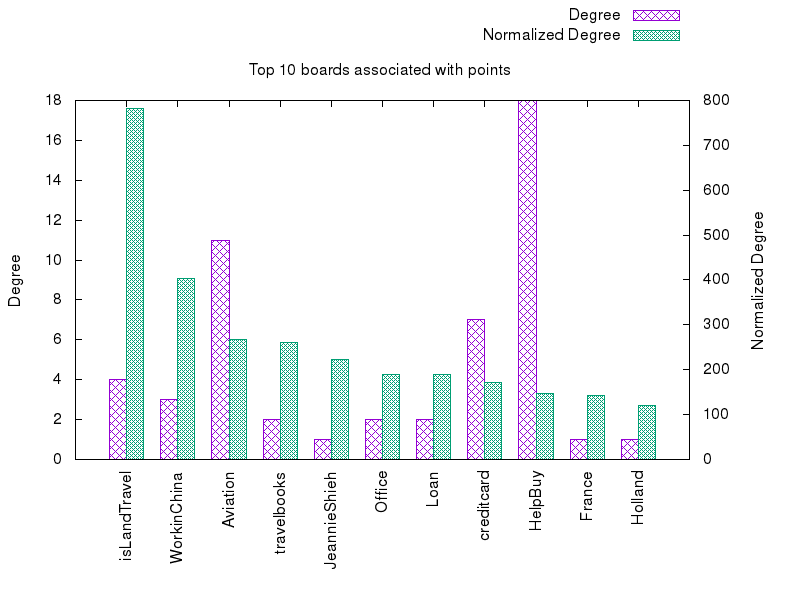 Degree
Normalized Degree
Top 10 boards associated with points
18
16
14
12
10
8
6
4
2
0
800
700
600
500
400
300
200
100
0
Degree
Normalized Degree
isLandTravel
WorkinChina
Aviation
travelbooks
JeannieShieh
Office
Loan
creditcard
HelpBuy
France
Holland